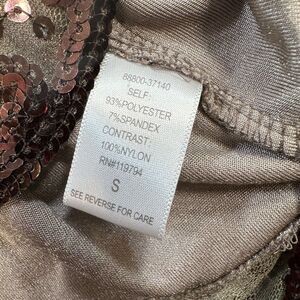 88800-37140
SELF:
93%POLYESTER
7%SPANDEX
CONTRAST:
100%NYLON
RN#119794
S
SEE REVERSE FOR CARE